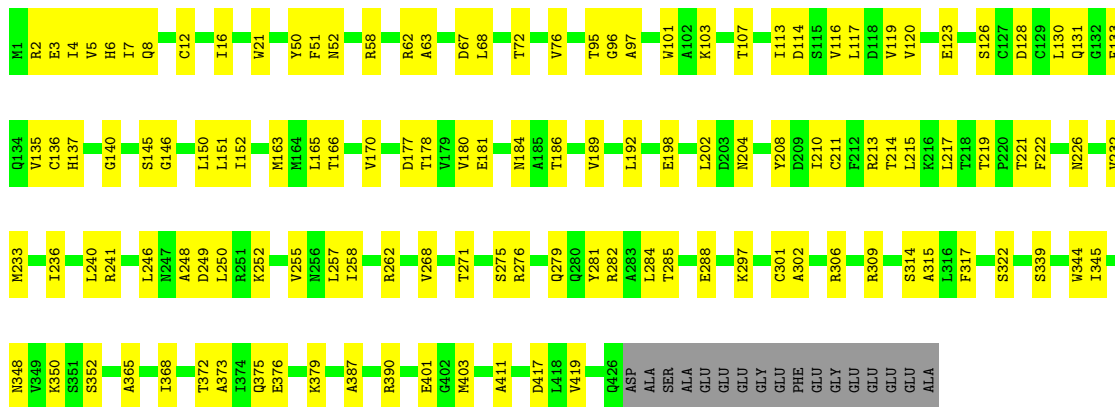 M1 R2 E3 I4 V5 H6 I7 Q8 C12 I16 W21 Y50 F51 N52 R58 R62 A63 D67 L68 T72 V76 T95 G96 A97 W101 A102 K103 T107 I113 D114 S115 V116 L117 D118 V119 V120 E123 S126 C127 D128 C129 L130 Q131 G132
Q134 V135 C136 H137 G140 S145 G146 L150 L151 I152 M163 M164 L165 T166 V170 D177 T178 V179 V180 E181 N184 A185 T186 V189 L192 E198 L202 D203 N204 Y208 D209 I210 C211 F212 R213 T214 L215 K216 L217 T218 T219 P220 T221 F222 N226
M233 I236 L240 R241 L246 N247 A248 D249 L250 R251 K252 V255 N256 L257 I258 R262 V268 T271 S275 R276 Q279 Q280 Y281 R282 A283 L284 T285 E288 K297 C301 A302 R306 R309 S314 A315 L316 F317 S322 S339 W344 I345
N348 V349 K350 S351 S352 A365 I368 T372 A373 I374 Q375 E376 K379 A387 R390 E401 G402 M403 A411 D417 L418 V419 Q426 ASP ALA SER ALA GLU GLU GLU GLY GLU GLU PHE GLU GLY GLU GLU GLU GLU ALA